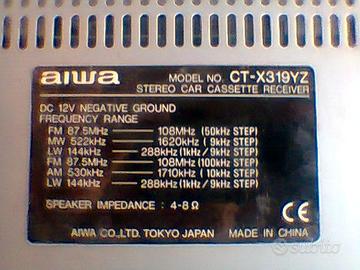 aiwa MODEL NO. CT-X319YZ
STEREO CAR CASSETTE RECEIVER
DC 12V NEGATIVE GROUND
FREQUENCY RANGE
FM 87.5MHz 108MHz (50kHz STEP)
MW 522kHz 1620kHz ( 9kHz STEP)
LW 144kHz 288kHz (1kHz / 9kHz STEP)
FM 87.5MHz 108MHz (100kHz STEP)
AM 530kHz 1710kHz ( 10kHz STEP)
LW 144kHz 288kHz (1kHz / 9kHz STEP)
SPEAKER IMPEDANCE : 4-8Ω
CE
AIWA CO.,LTD. TOKYO JAPAN MADE IN CHINA
subito